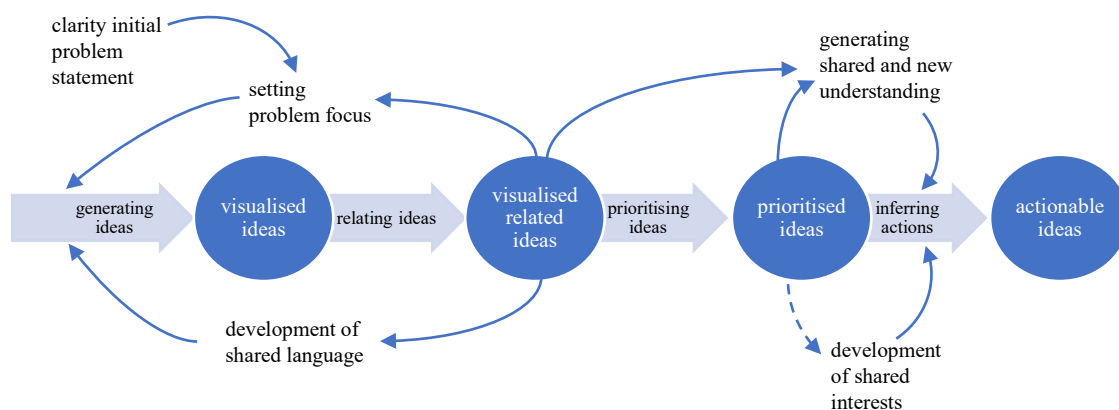 clarity initial
problem
statement
generating
shared and new
understanding
setting
problem focus
generating
ideas
visualised
ideas
relating ideas
visualised
related
ideas
prioritising
ideas
prioritised
ideas
inferring
actions
actionable
ideas
development of
shared language
development
of shared
interests